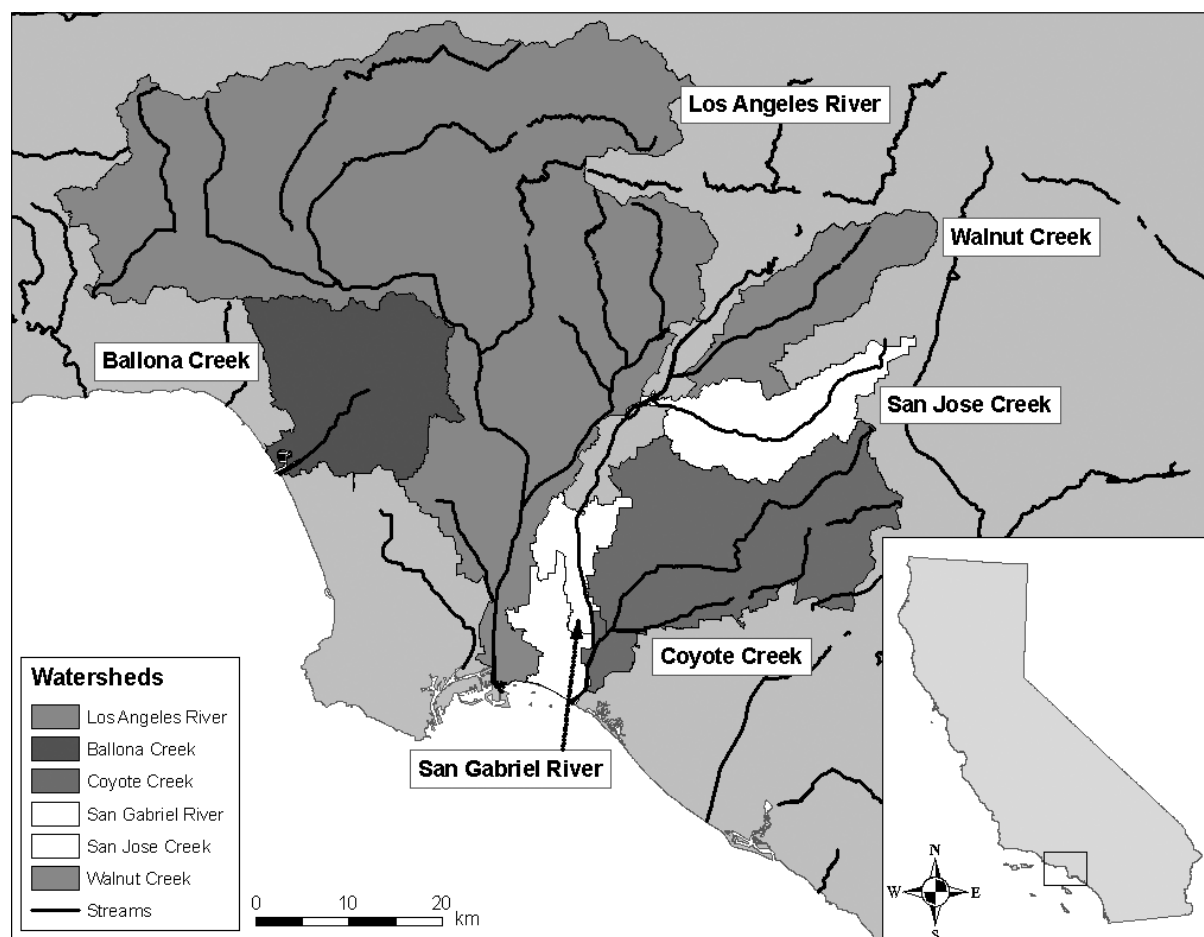 Los Angeles River
Walnut Creek
Ballona Creek
San Jose Creek
Coyote Creek
San Gabriel River
Watersheds
Los Angeles River
Ballona Creek
Coyote Creek
San Gabriel River
San Jose Creek
Walnut Creek
Streams
0 5 10 20
km
N
W E
S